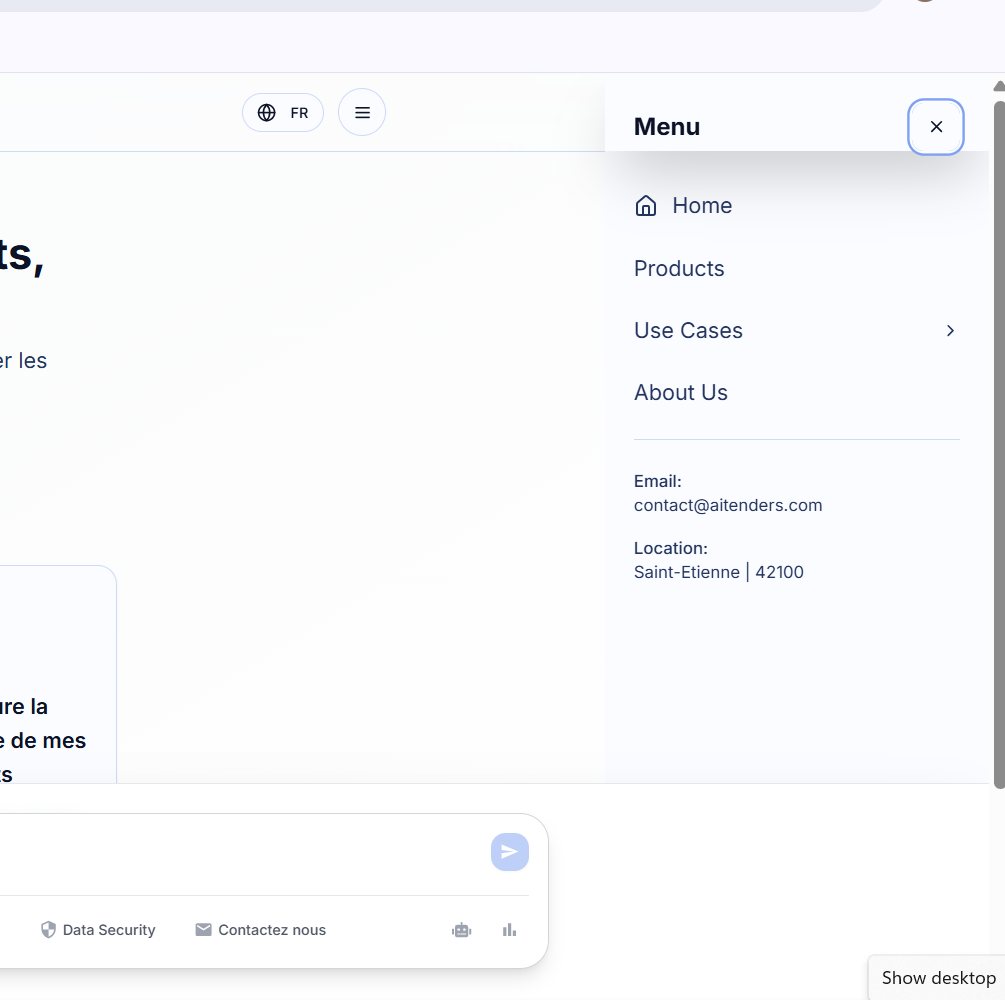 FR
Menu
Home
Products
Use Cases
About Us
Email:
contact@aitenders.com
Location:
Saint-Etienne | 42100
ts,
er les
ure la
e de mes
ts
Data Security
Contactez nous
Show desktop